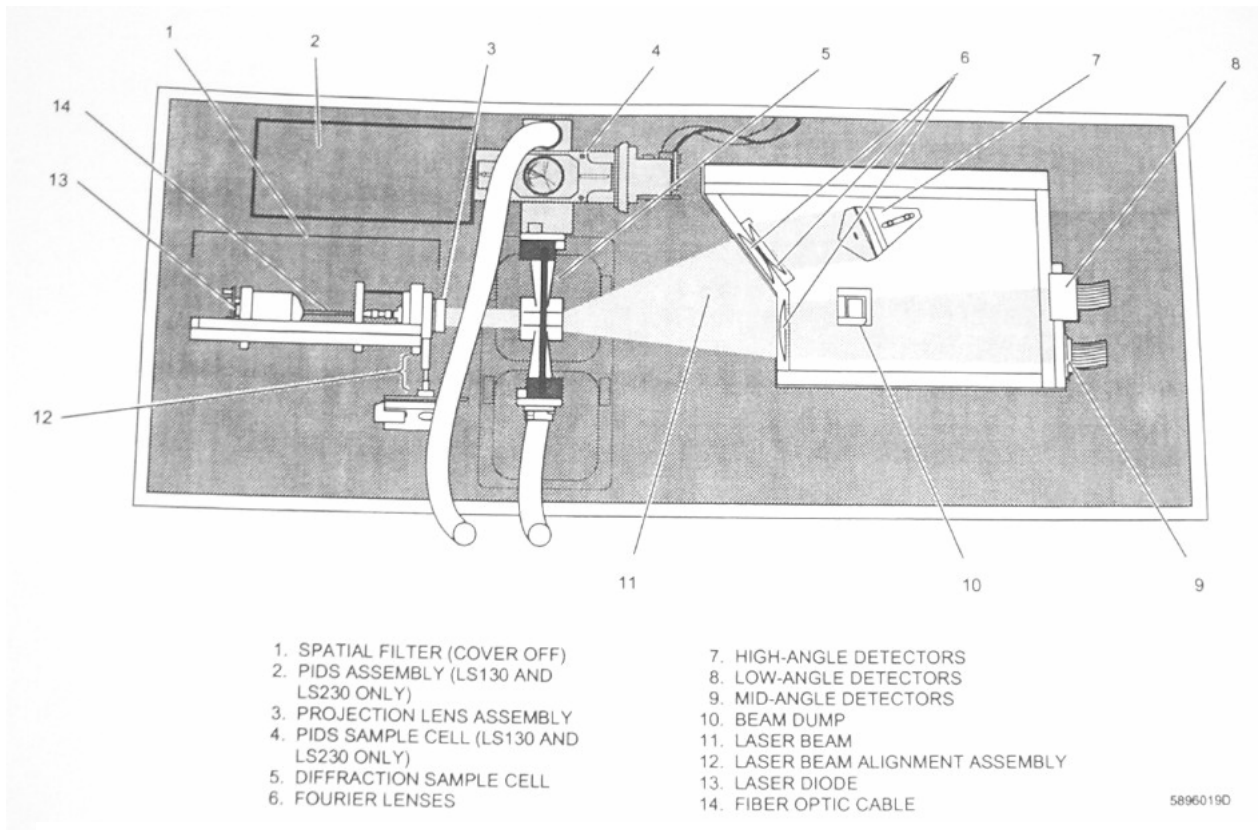 1
2
3
4
5
6
7
8
14
13
12
11
10
9
1. SPATIAL FILTER (COVER OFF)
2. PIDS ASSEMBLY (LS130 AND
LS230 ONLY)
3. PROJECTION LENS ASSEMBLY
4. PIDS SAMPLE CELL (LS130 AND
LS230 ONLY)
5. DIFFRACTION SAMPLE CELL
6. FOURIER LENSES
7. HIGH-ANGLE DETECTORS
8. LOW-ANGLE DETECTORS
9. MID-ANGLE DETECTORS
10. BEAM DUMP
11. LASER BEAM
12. LASER BEAM ALIGNMENT ASSEMBLY
13. LASER DIODE
14. FIBER OPTIC CABLE
5896019D